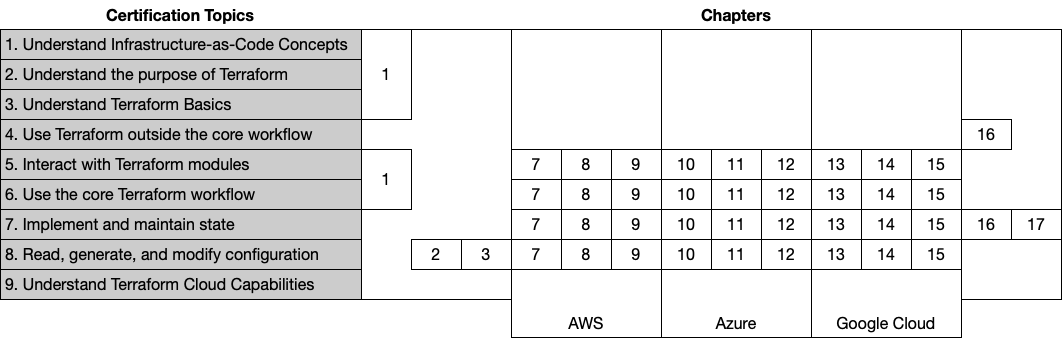 Certification Topics Chapters
1. Understand Infrastructure-as-Code Concepts
2. Understand the purpose of Terraform 1
3. Understand Terraform Basics
4. Use Terraform outside the core workflow 16
5. Interact with Terraform modules 7 8 9 10 11 12 13 14 15
1
6. Use the core Terraform workflow 7 8 9 10 11 12 13 14 15
7. Implement and maintain state 7 8 9 10 11 12 13 14 15 16 17
8. Read, generate, and modify configuration 2 3 7 8 9 10 11 12 13 14 15
9. Understand Terraform Cloud Capabilities
AWS Azure Google Cloud